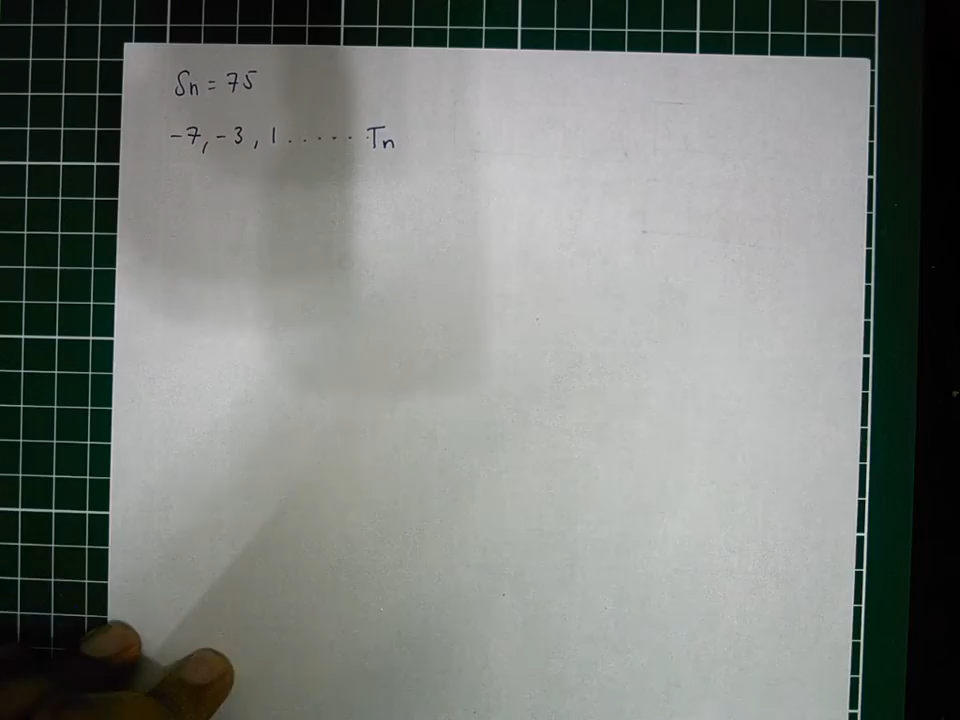 Sn = 75
-7, -3, 1 ...... Tn